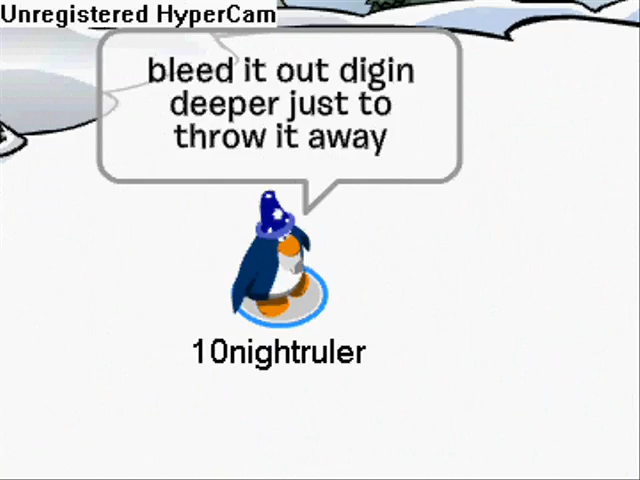 Unregistered HyperCam
bleed it out digin
deeper just to
throw it away
10nightruler